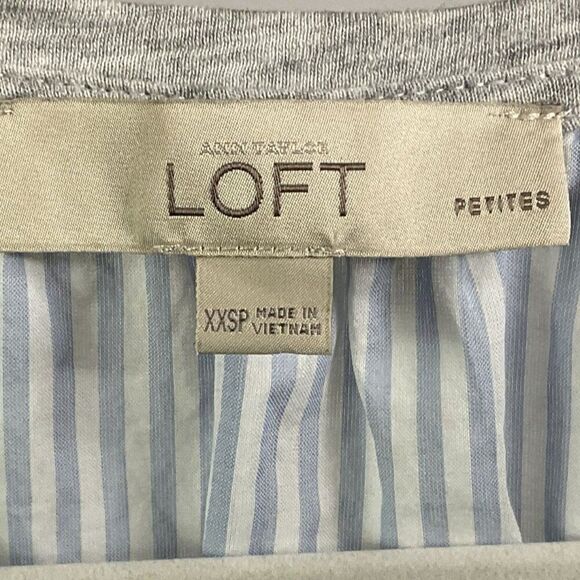 ANN TAYLOR
LOFT
PETITES
XXSP MADE IN
VIETNAM